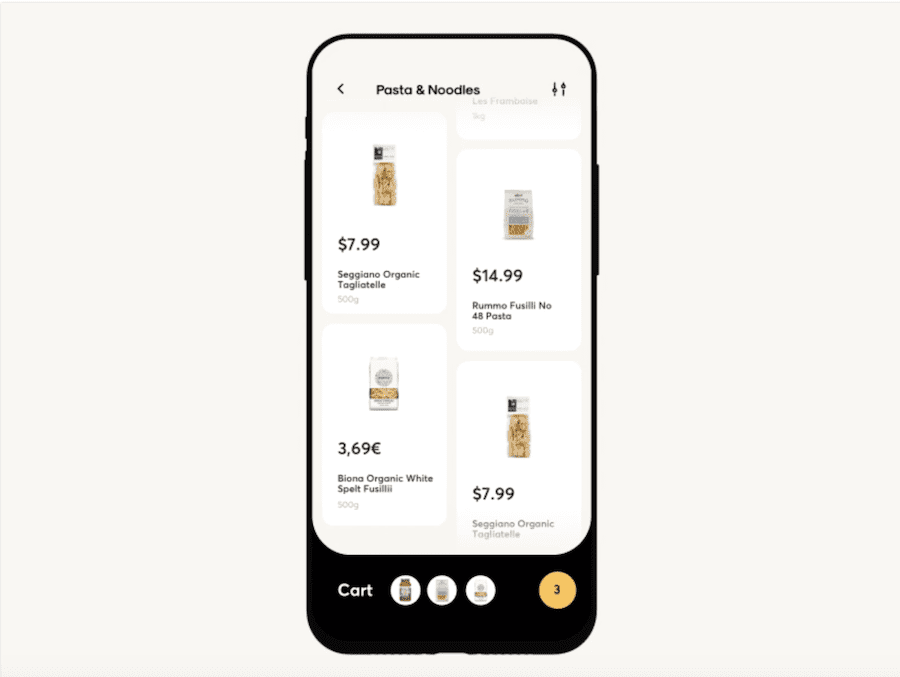 Pasta & Noodles
Les Framboise
1kg
$7.99
Seggiano Organic
Tagliatelle
500g
$14.99
Rummo Fusilli No
48 Pasta
500g
3,69€
Biona Organic White
Spelt Fusillii
500g
$7.99
Seggiano Organic
Tagliatelle
Cart
3